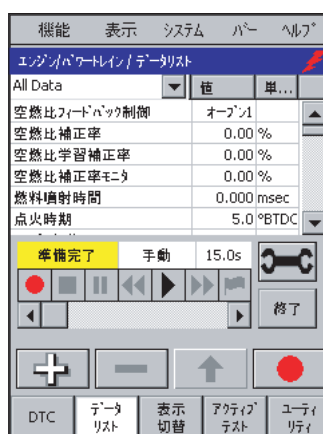 機能 表示 システム バー ヘルプ
エンジン/パワートレイン / データリスト
All Data 値 単...
空燃比フィードバック制御 オープン1
空燃比補正率 0.00 %
空燃比学習補正率 0.00 %
空燃比補正率モニタ 0.00 %
燃料噴射時間 0.000 msec
点火時期 5.0 °BTDC
準備完了 手動 15.0s
終了
DTC データリスト 表示切替 アクティブテスト ユーティリティ